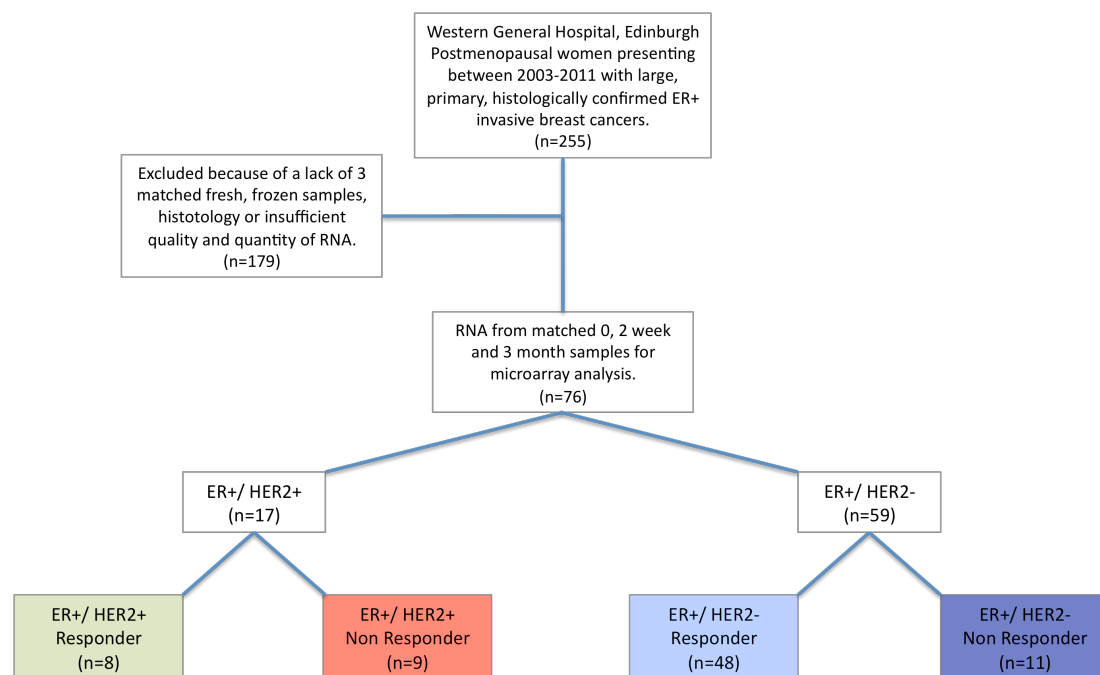 Western General Hospital, Edinburgh
Postmenopausal women presenting
between 2003-2011 with large,
primary, histologically confirmed ER+
invasive breast cancers.
(n=255)
Excluded because of a lack of 3
matched fresh, frozen samples,
histotology or insufficient
quality and quantity of RNA.
(n=179)
RNA from matched 0, 2 week
and 3 month samples for
microarray analysis.
(n=76)
ER+/ HER2+
(n=17)
ER+/ HER2-
(n=59)
ER+/ HER2+
Responder
(n=8)
ER+/ HER2+
Non Responder
(n=9)
ER+/ HER2-
Responder
(n=48)
ER+/ HER2-
Non Responder
(n=11)